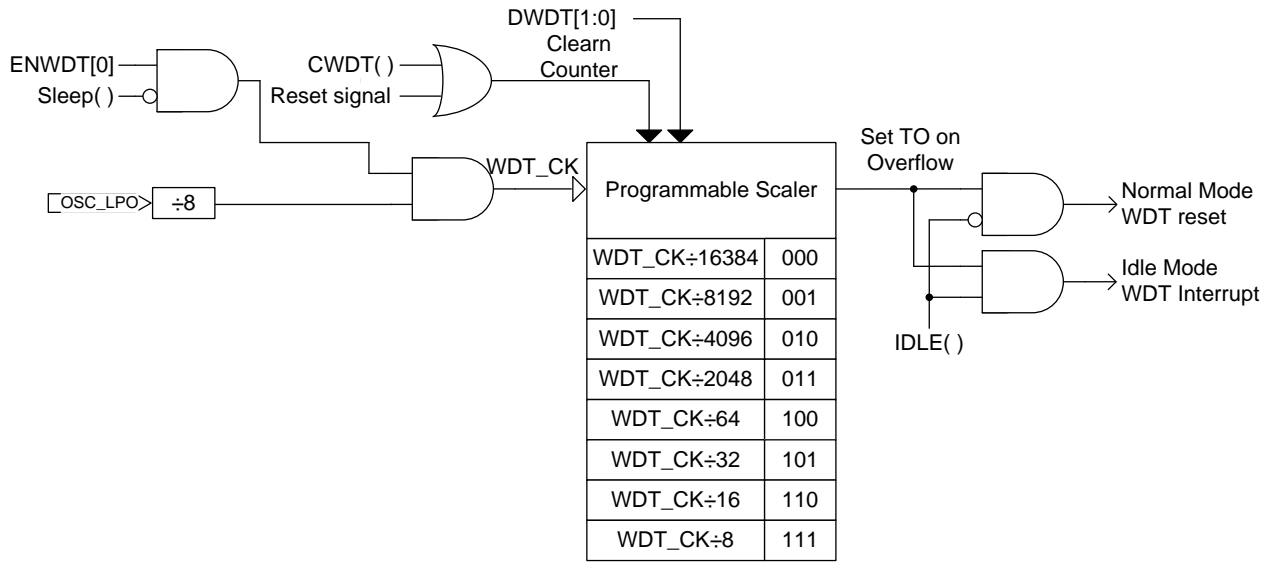 DWDT[1:0]
Clearn
Counter
ENWDT[0]
Sleep( )
CWDT( )
Reset signal
WDT_CK
OSC_LPO
÷8
Programmable Scaler
Set TO on
Overflow
Normal Mode
WDT reset
Idle Mode
WDT Interrupt
IDLE( )
WDT_CK÷16384 000
WDT_CK÷8192 001
WDT_CK÷4096 010
WDT_CK÷2048 011
WDT_CK÷64 100
WDT_CK÷32 101
WDT_CK÷16 110
WDT_CK÷8 111